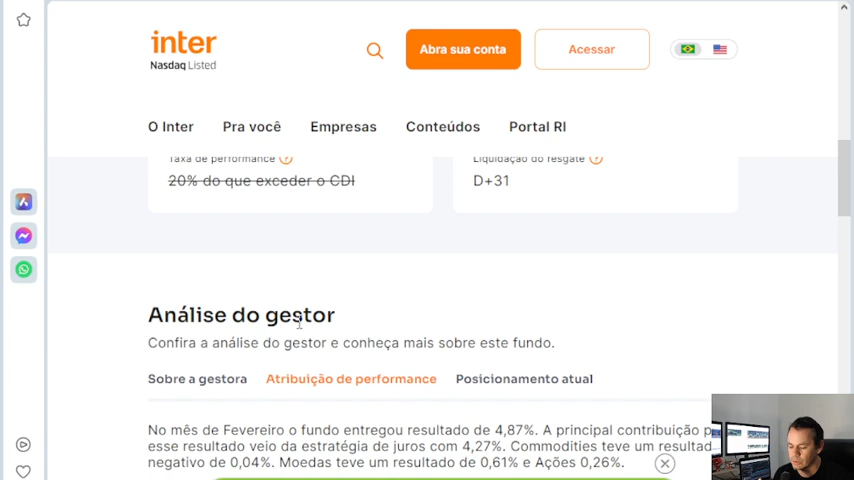 inter
Nasdaq Listed
Abra sua conta
Acessar
O Inter
Pra você
Empresas
Conteúdos
Portal RI
Taxa de performance
20% do que exceder o CDI
Liquidação do resgate
D+31
Análise do gestor
Confira a análise do gestor e conheça mais sobre este fundo.
Sobre a gestora
Atribuição de performance
Posicionamento atual
No mês de Fevereiro o fundo entregou resultado de 4,87%. A principal contribuição
esse resultado veio da estratégia de juros com 4,27%. Commodities teve um
negativo de 0,04%. Moedas teve um resultado de 0,61% e Ações 0,26%.